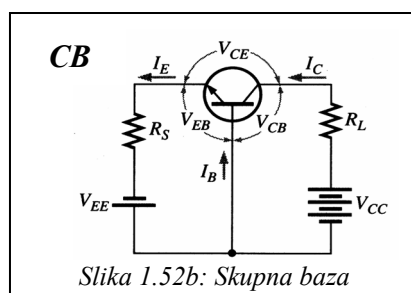 CB
I_E V_CE I_C
V_EB V_CB
R_S R_L
I_B
V_EE V_CC
Slika 1.52b: Skupna baza